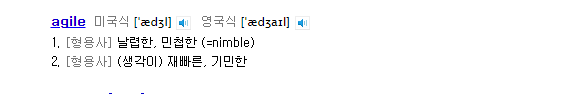 agile 미국식 [ˈædʒl] 영국식 [ˈædʒaɪl]
1. [형용사] 날렵한, 민첩한 (=nimble)
2. [형용사] (생각이) 재빠른, 기민한